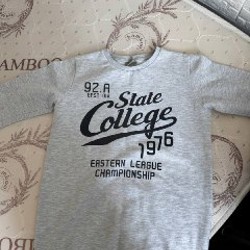 BAMBOO
92.A
State
College
1976
EASTERN LEAGUE
CHAMPIONSHIP